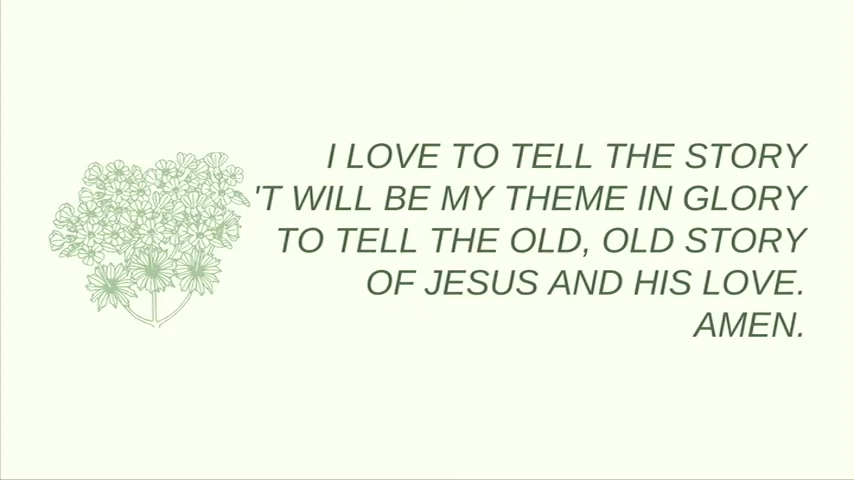 I LOVE TO TELL THE STORY
'T WILL BE MY THEME IN GLORY
TO TELL THE OLD, OLD STORY
OF JESUS AND HIS LOVE.
AMEN.